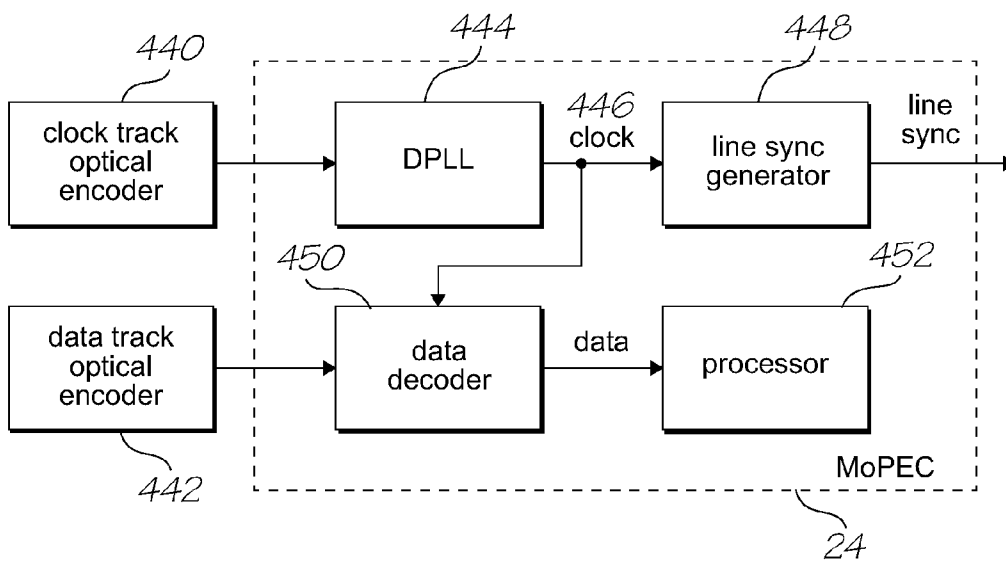 440
444
448
clock track
optical
encoder
DPLL
446
clock
line sync
generator
line
sync
450
452
data track
optical
encoder
data
decoder
data
processor
442
MoPEC
24